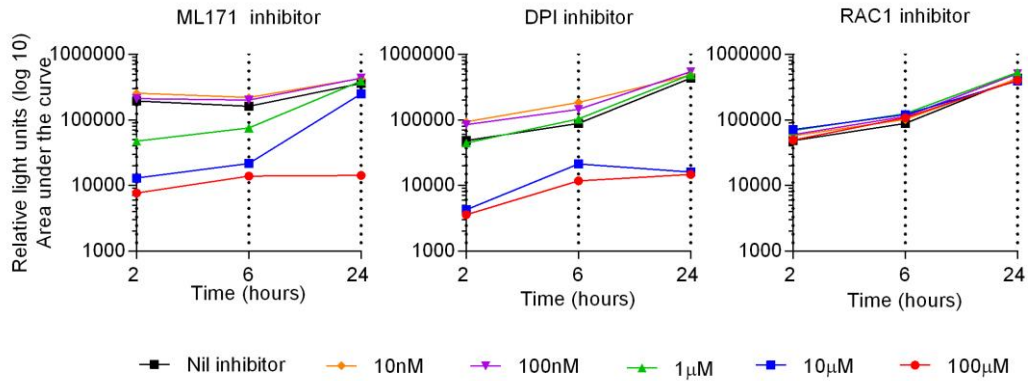 ML171 inhibitor
DPI inhibitor
RAC1 inhibitor
Relative light units (log 10)
Area under the curve
1000000
100000
10000
1000
2 6 24
Time (hours)
1000000
100000
10000
1000
2 6 24
Time (hours)
1000000
100000
10000
1000
2 6 24
Time (hours)
Nil inhibitor 10nM 100nM 1µM 10µM 100µM